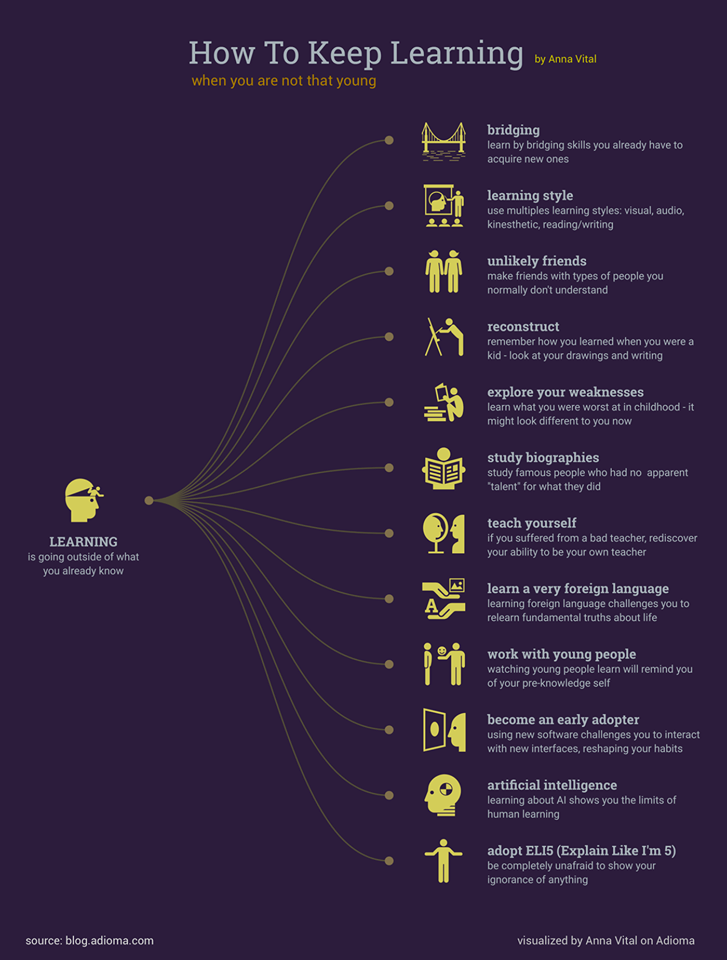 How To Keep Learning by Anna Vital
when you are not that young
bridging
learn by bridging skills you already have to
acquire new ones
learning style
use multiples learning styles: visual, audio,
kinesthetic, reading/writing
unlikely friends
make friends with types of people you
normally don't understand
reconstruct
remember how you learned when you were a
kid - look at your drawings and writing
explore your weaknesses
learn what you were worst at in childhood - it
might look different to you now
study biographies
study famous people who had no apparent
"talent" for what they did
LEARNING
is going outside of what
you already know
teach yourself
if you suffered from a bad teacher, rediscover
your ability to be your own teacher
A
learn a very foreign language
learning foreign language challenges you to
relearn fundamental truths about life
work with young people
watching young people learn will remind you
of your pre-knowledge self
become an early adopter
using new software challenges you to interact
with new interfaces, reshaping your habits
artificial intelligence
learning about AI shows you the limits of
human learning
adopt ELI5 (Explain Like I'm 5)
be completely unafraid to show your
ignorance of anything
source: blog.adioma.com
visualized by Anna Vital on Adioma